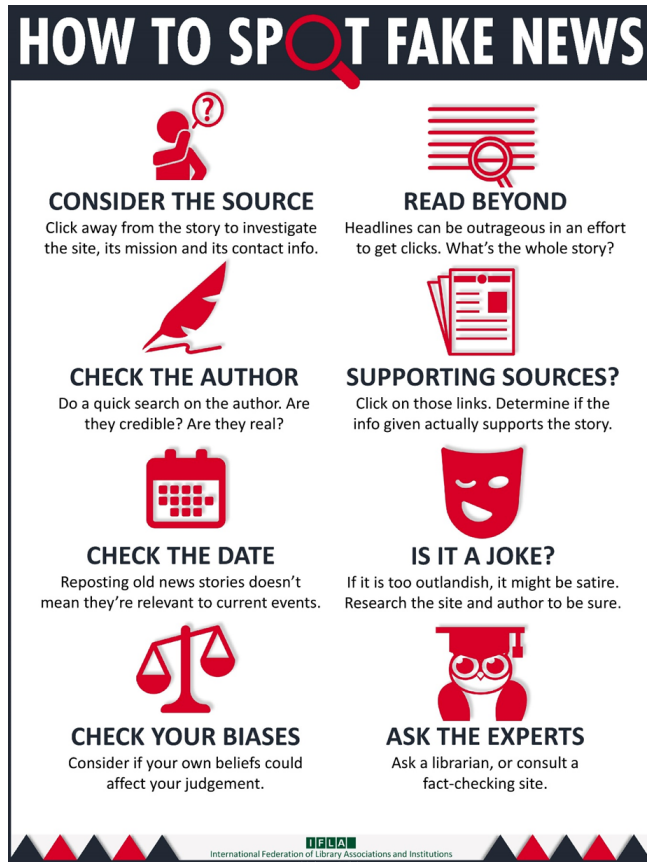 HOW TO SPOT FAKE NEWS
?
CONSIDER THE SOURCE
Click away from the story to investigate
the site, its mission and its contact info.
READ BEYOND
Headlines can be outrageous in an effort
to get clicks. What's the whole story?
CHECK THE AUTHOR
Do a quick search on the author. Are
they credible? Are they real?
SUPPORTING SOURCES?
Click on those links. Determine if the
info given actually supports the story.
CHECK THE DATE
Reposting old news stories doesn't
mean they're relevant to current events.
IS IT A JOKE?
If it is too outlandish, it might be satire.
Research the site and author to be sure.
CHECK YOUR BIASES
Consider if your own beliefs could
affect your judgement.
ASK THE EXPERTS
Ask a librarian, or consult a
fact-checking site.
IFLA
International Federation of Library Associations and Institutions